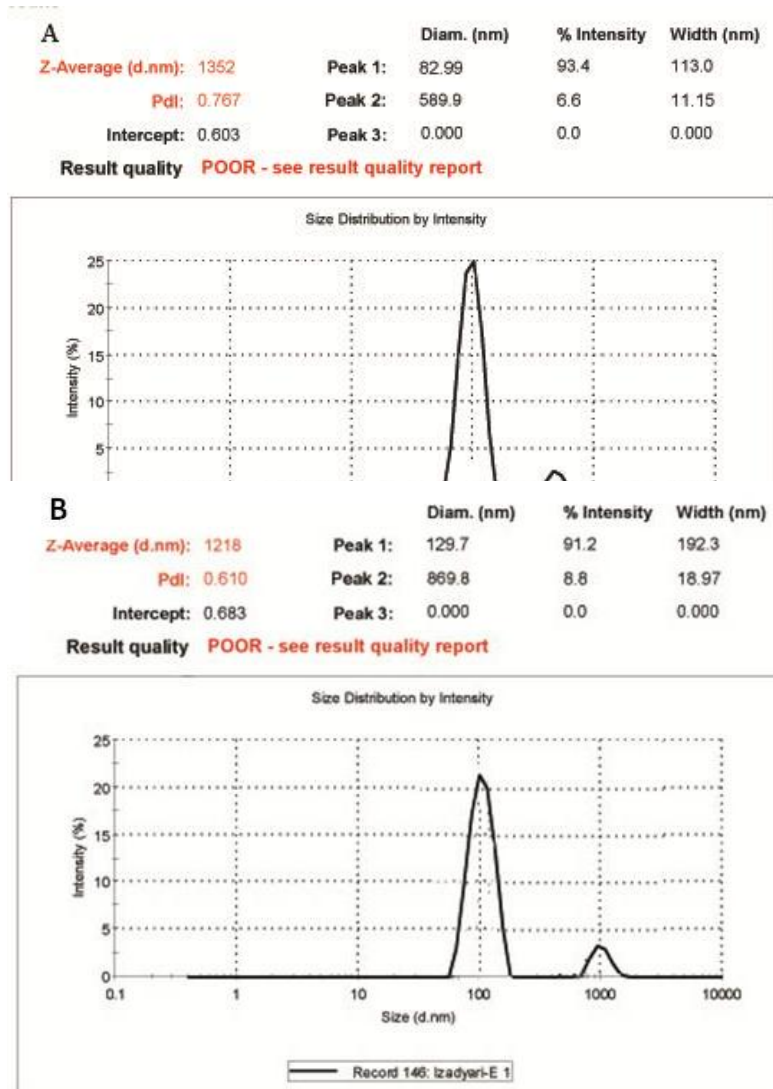 A
Diam. (nm) % Intensity Width (nm)
Z-Average (d.nm): 1352 Peak 1: 82.99 93.4 113.0
PdI: 0.767 Peak 2: 589.9 6.6 11.15
Intercept: 0.603 Peak 3: 0.000 0.0 0.000
Result quality POOR - see result quality report
Size Distribution by Intensity
Intensity (%)
25
20
15
10
5
B
Diam. (nm) % Intensity Width (nm)
Z-Average (d.nm): 1218 Peak 1: 129.7 91.2 192.3
PdI: 0.610 Peak 2: 869.8 8.8 18.97
Intercept: 0.683 Peak 3: 0.000 0.0 0.000
Result quality POOR - see result quality report
Size Distribution by Intensity
Intensity (%)
25
20
15
10
5
0
0.1 1 10 100 1000 10000
Size (d.nm)
Record 146: Izadyari-E 1